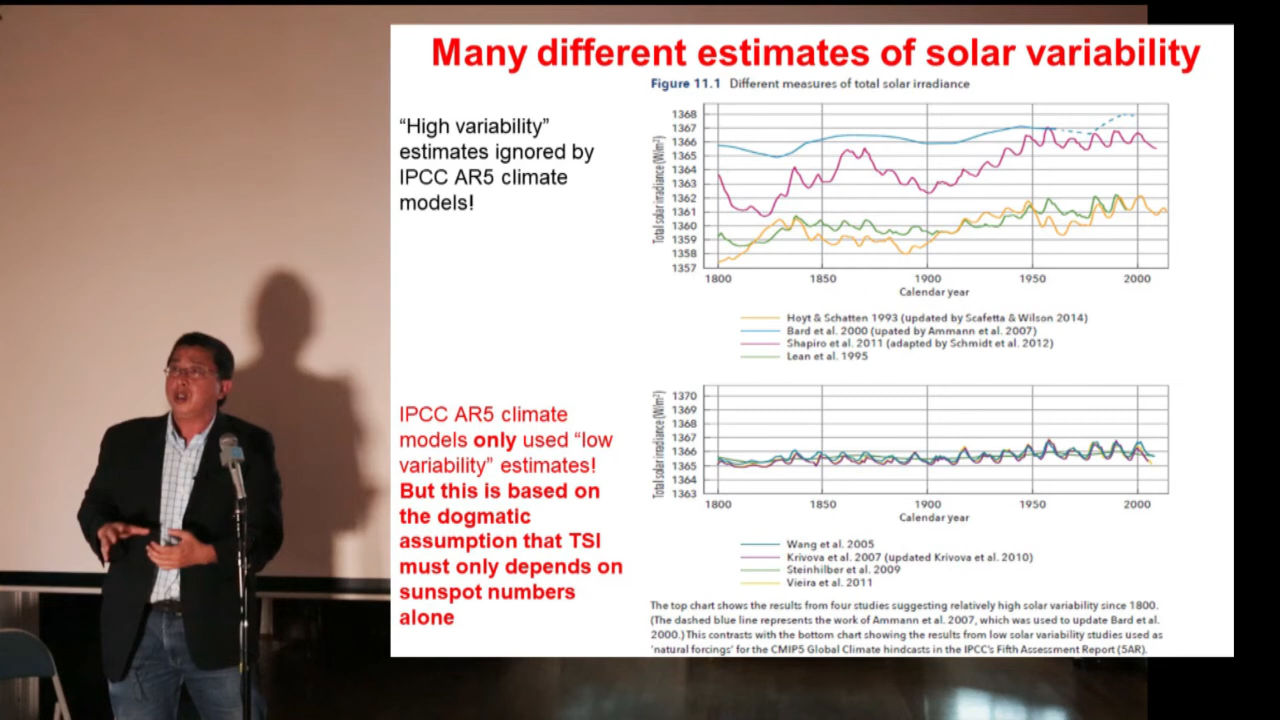 Many different estimates of solar variability
Figure 11.1 Different measures of total solar irradiance
“High variability”
estimates ignored by
IPCC AR5 climate
models!
Total solar irradiance (W/m²)
1368
1367
1366
1365
1364
1363
1362
1361
1360
1359
1358
1357
1800 1850 1900 1950 2000
Calendar year
Hoyt & Schatten 1993 (updated by Scafetta & Wilson 2014)
Bard et al. 2000 (upated by Ammann et al. 2007)
Shapiro et al. 2011 (adapted by Schmidt et al. 2012)
Lean et al. 1995
IPCC AR5 climate
models only used “low
variability” estimates!
But this is based on
the dogmatic
assumption that TSI
must only depends on
sunspot numbers
alone
Total solar irradiance (W/m²)
1370
1369
1368
1367
1366
1365
1363
1800 1850 1900 1950 2000
Calendar year
Wang et al. 2005
Krivova et al. 2007 (updated Krivova et al. 2010)
Steinhilber et al. 2009
Vieira et al. 2011
The top chart shows the results from four studies suggesting relatively high solar variability since 1800.
(The dashed blue line represents the work of Ammann et al. 2007, which was used to update Bard et al.
2000.) This contrasts with the bottom chart showing the results from low solar variability studies used as
‘natural forcings’ for the CMIP5 Global Climate hindcasts in the IPCC’s Fifth Assessment Report (5AR).